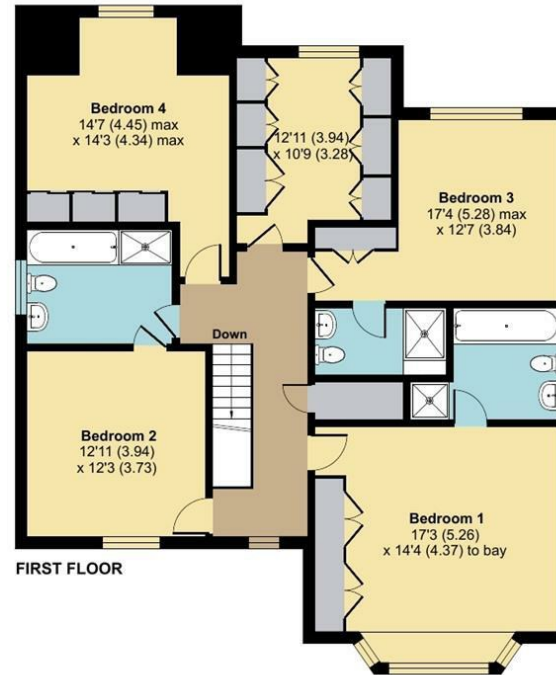 Bedroom 4
14'7 (4.45) max
x 14'3 (4.34) max
12'11 (3.94)
x 10'9 (3.28)
Bedroom 3
17'4 (5.28) max
x 12'7 (3.84)
Down
Bedroom 2
12'11 (3.94)
x 12'3 (3.73)
Bedroom 1
17'3 (5.26)
x 14'4 (4.37) to bay
FIRST FLOOR